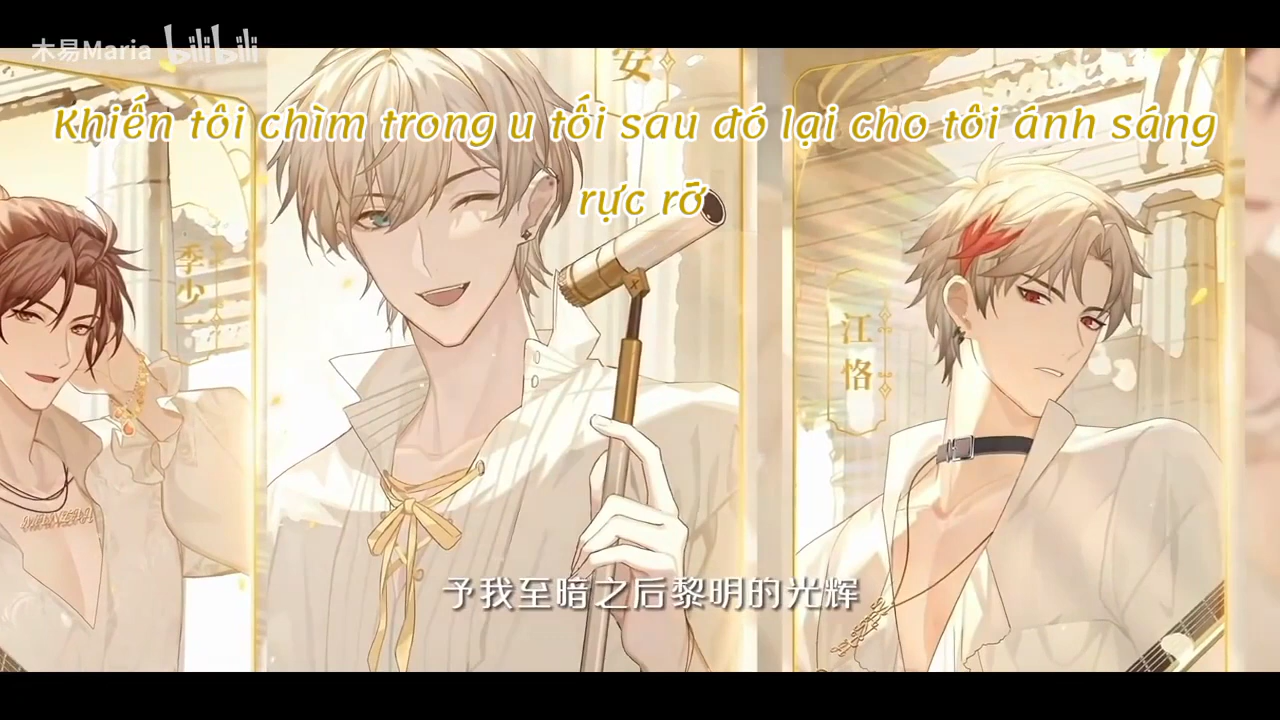 木易Maria bilibili
安
Khiến tôi chìm trong u tối sau đó lại cho tôi ánh sáng
rực rỡ
季少一
江恪
予我至暗之后黎明的光辉